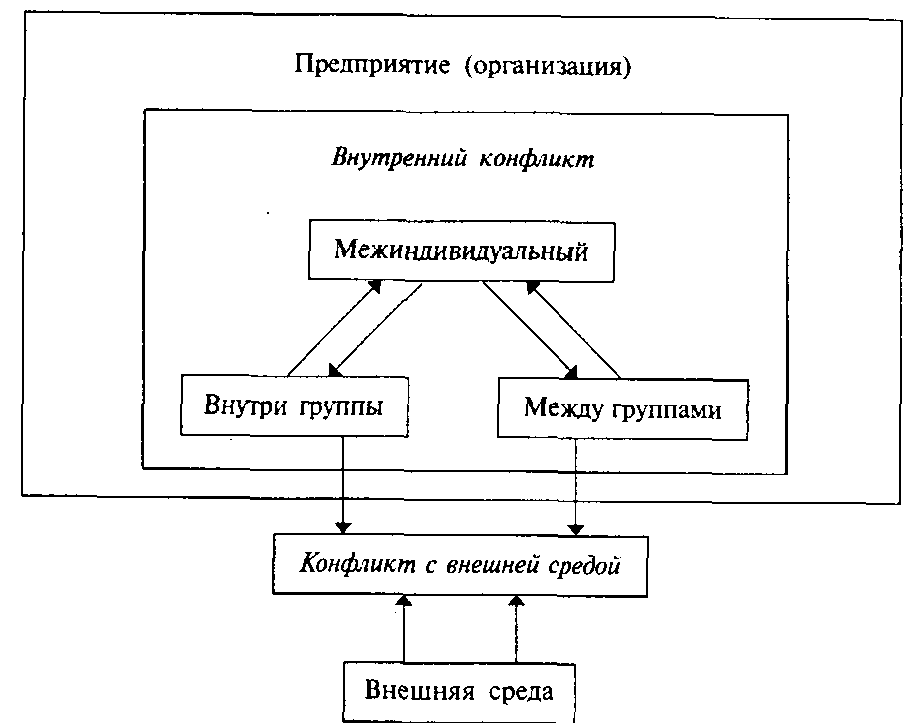 Предприятие (организация)
Внутренний конфликт
Межиндивидуальный
Внутри группы
Между группами
Конфликт с внешней средой
Внешняя среда